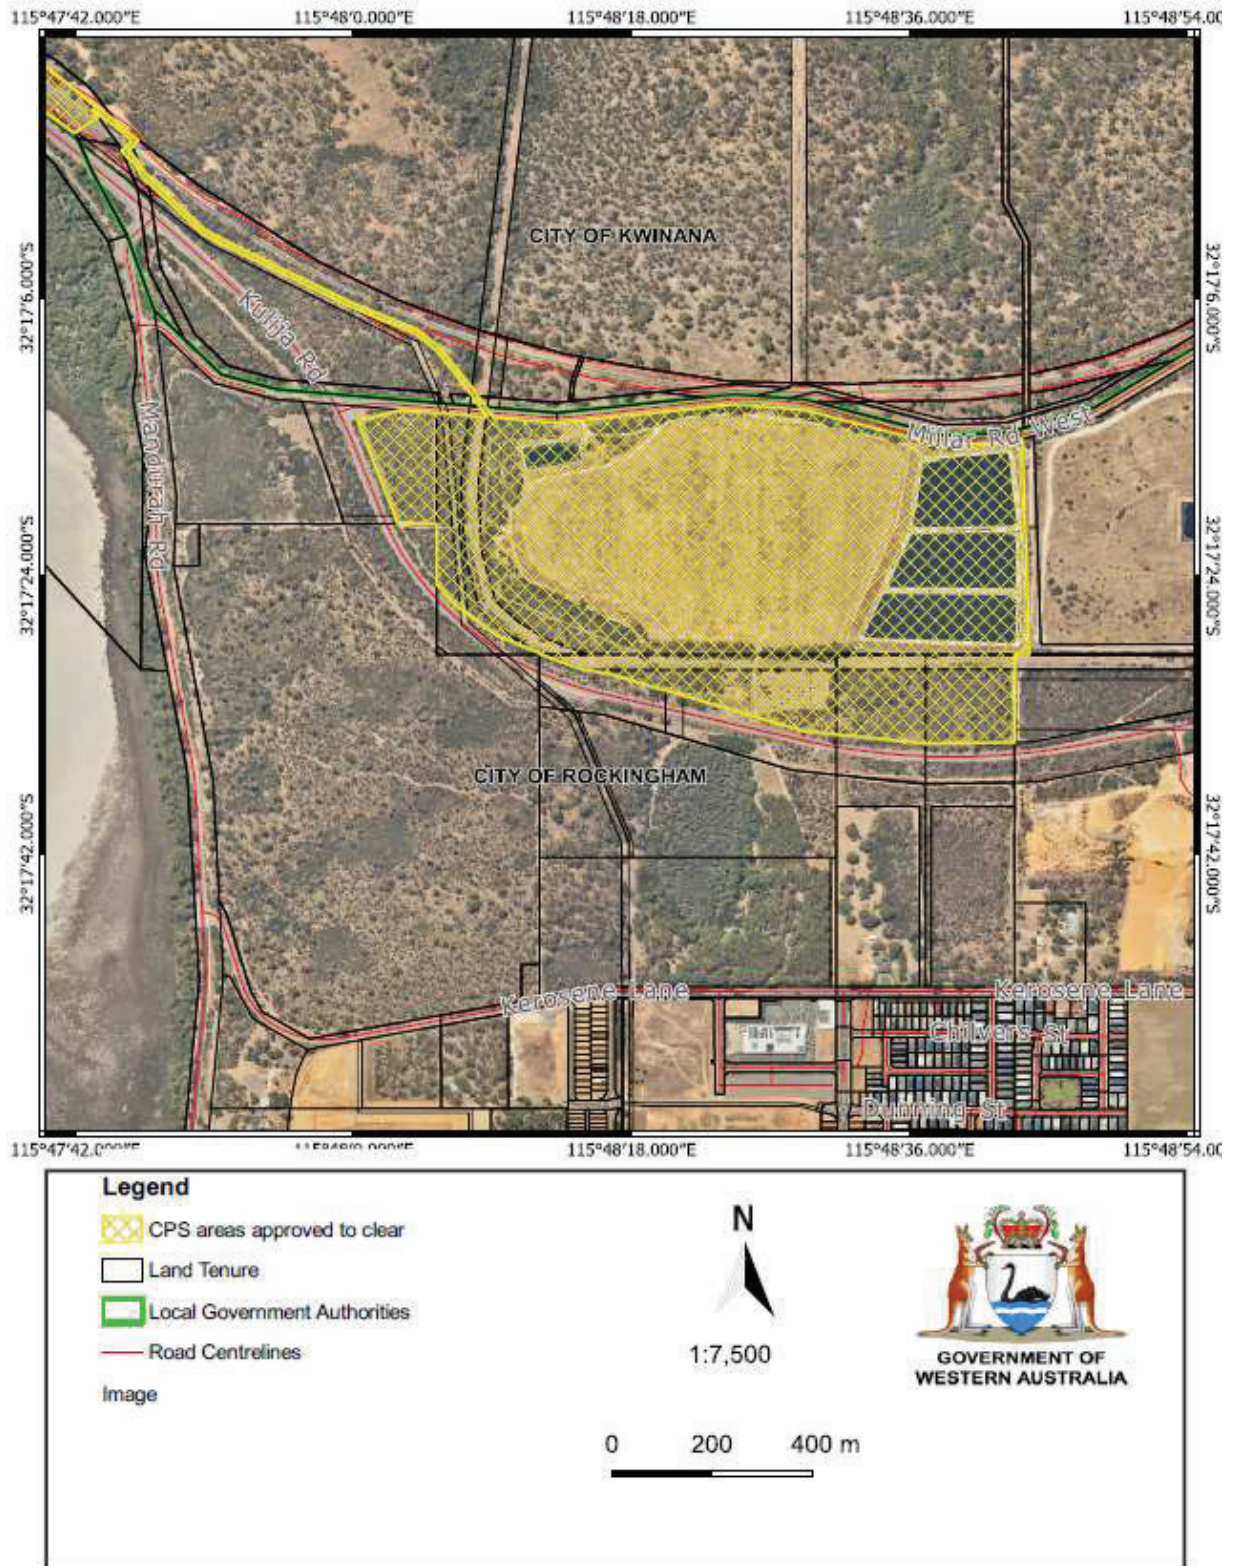 115°47'42.000"E 115°48'0.000"E 115°48'18.000"E 115°48'36.000"E
CITY OF KWINANA
32°17'6.000"S
32°17'6.000"S
Kulija Rd
Mandurah Rd
Millar Rd West
32°17'24.000"S
32°17'24.000"S
CITY OF ROCKINGHAM
32°17'42.000"S
32°17'42.000"S
Kerosene Lane
Kerosene Lane
Chilvers St
Dunning St
115°47'42.000"E 115°48'18.000"E 115°48'36.000"E
Legend
CPS areas approved to clear
Land Tenure
Local Government Authorities
Road Centrelines
Image
N
1:7,500
0 200 400 m
GOVERNMENT OF
WESTERN AUSTRALIA